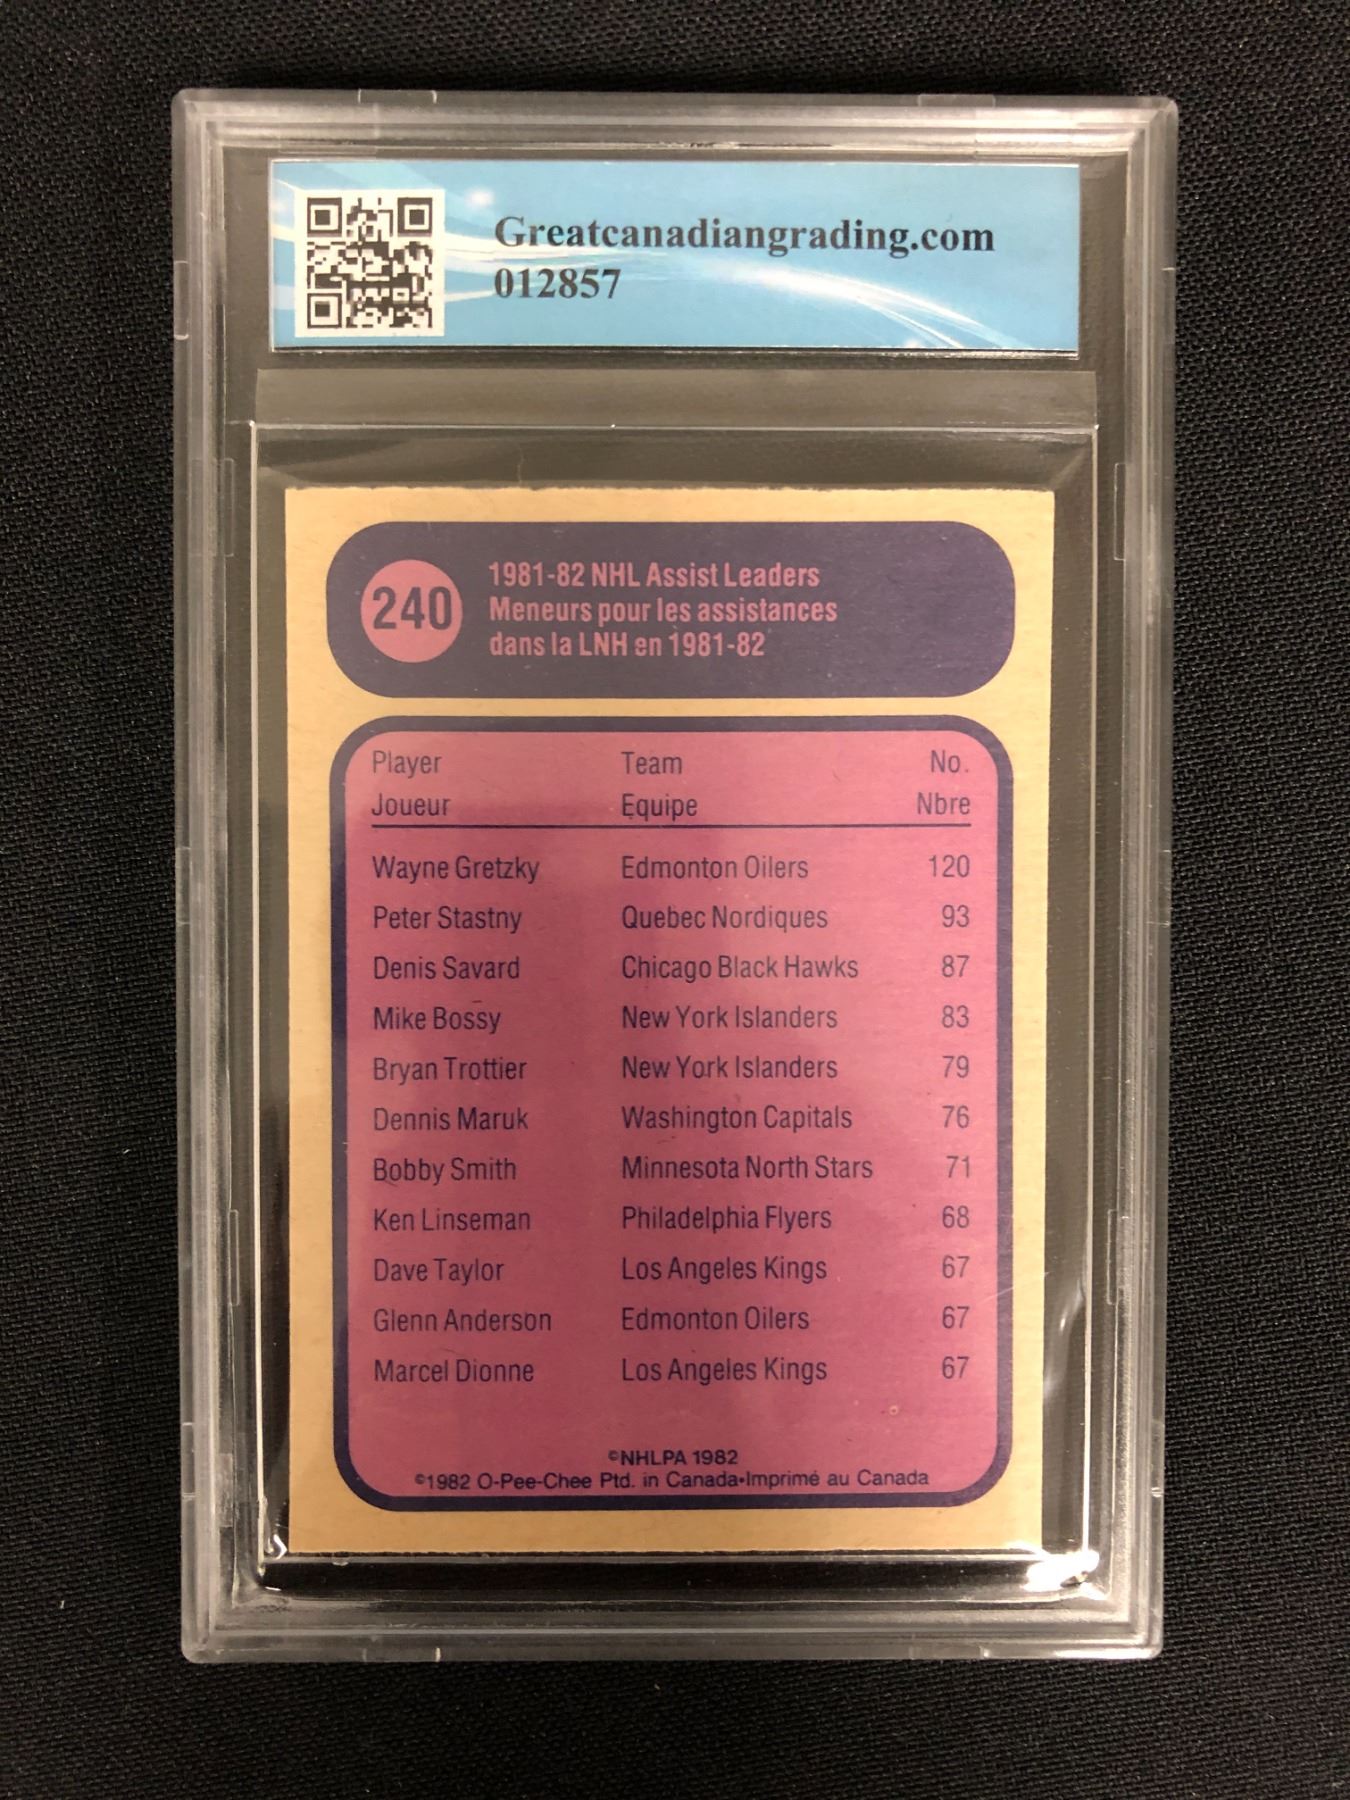 Greatcanadiangrading.com
012857
240
1981-82 NHL Assist Leaders
Meneurs pour les assistances
dans la LNH en 1981-82
Player Team No.
Joueur Equipe Nbre
Wayne Gretzky Edmonton Oilers 120
Peter Stastny Quebec Nordiques 93
Denis Savard Chicago Black Hawks 87
Mike Bossy New York Islanders 83
Bryan Trottier New York Islanders 79
Dennis Maruk Washington Capitals 76
Bobby Smith Minnesota North Stars 71
Ken Linseman Philadelphia Flyers 68
Dave Taylor Los Angeles Kings 67
Glenn Anderson Edmonton Oilers 67
Marcel Dionne Los Angeles Kings 67
©NHLPA 1982
©1982 O-Pee-Chee Ptd. in Canada•Imprimé au Canada